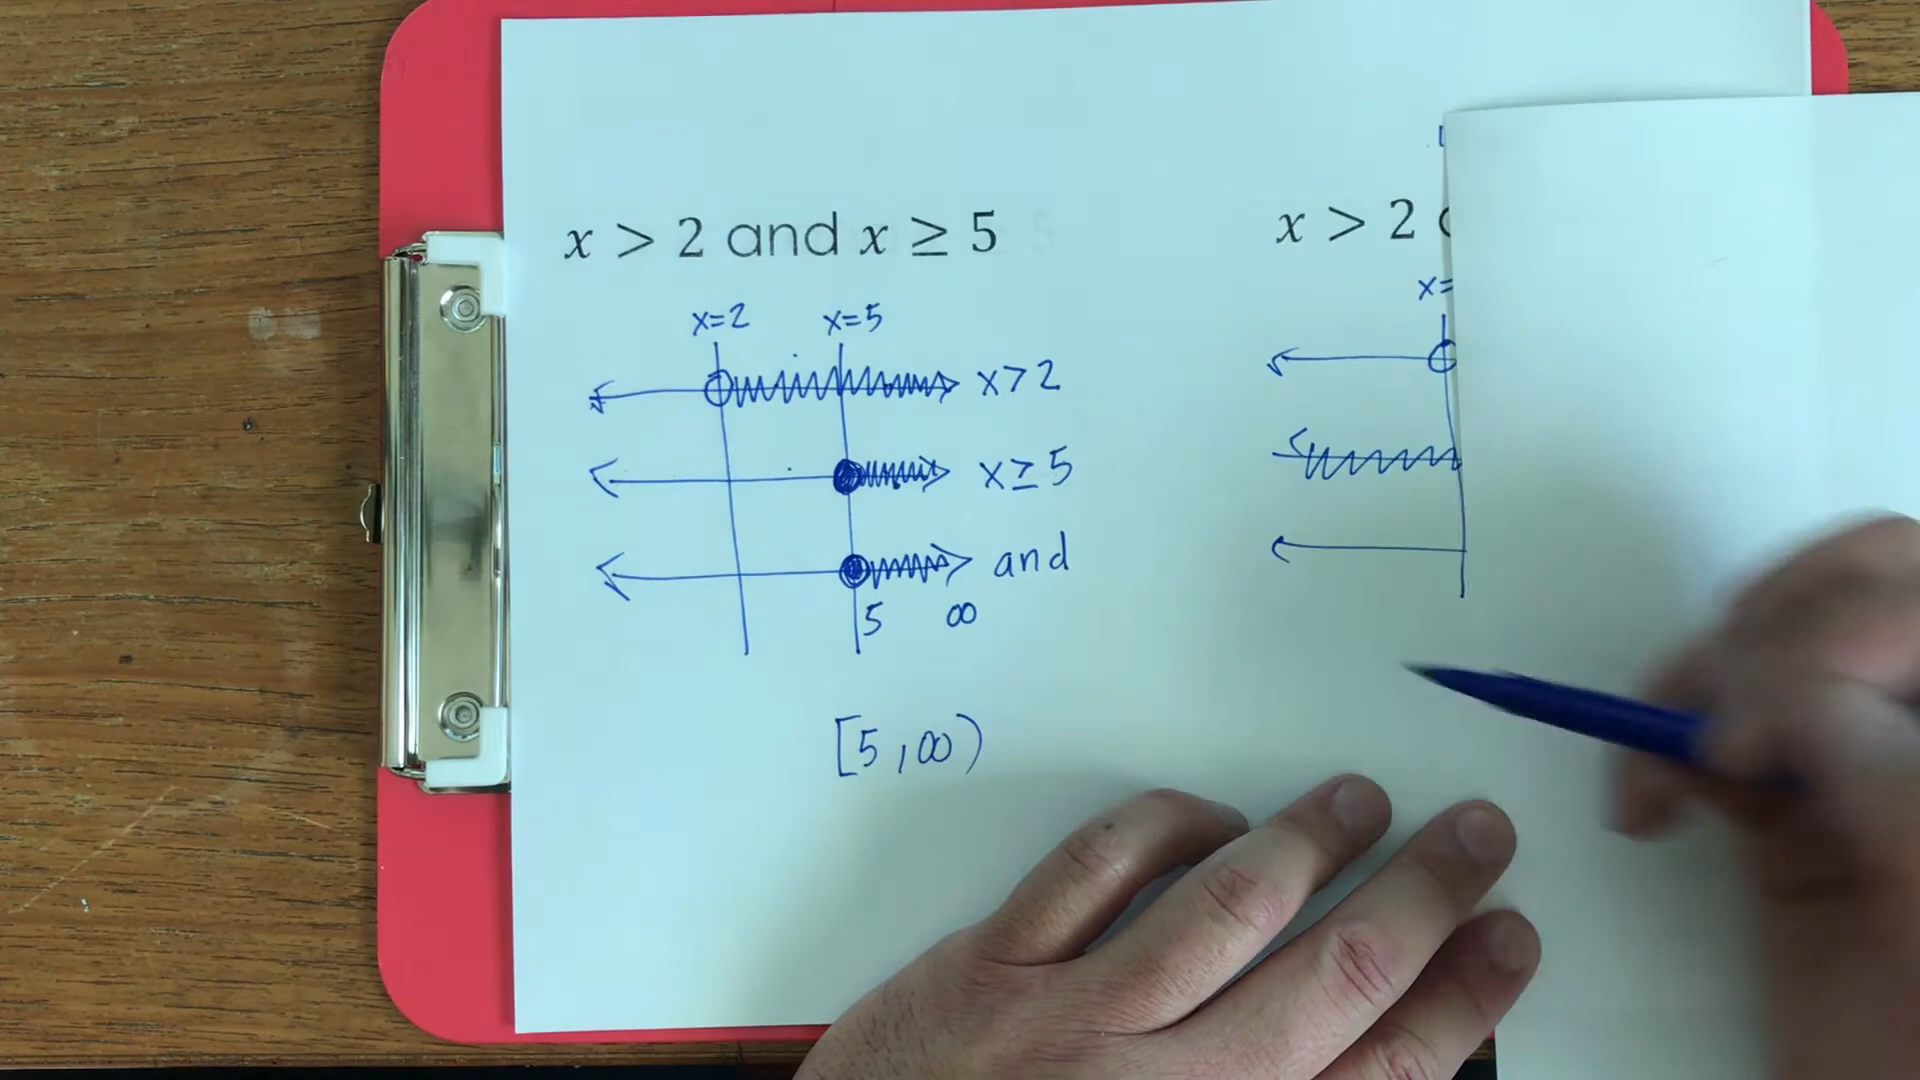 x > 2 and x ≥ 5
x=2 x=5
x>2
x≥5
and
5 ∞
[5,∞)
x > 2
x=